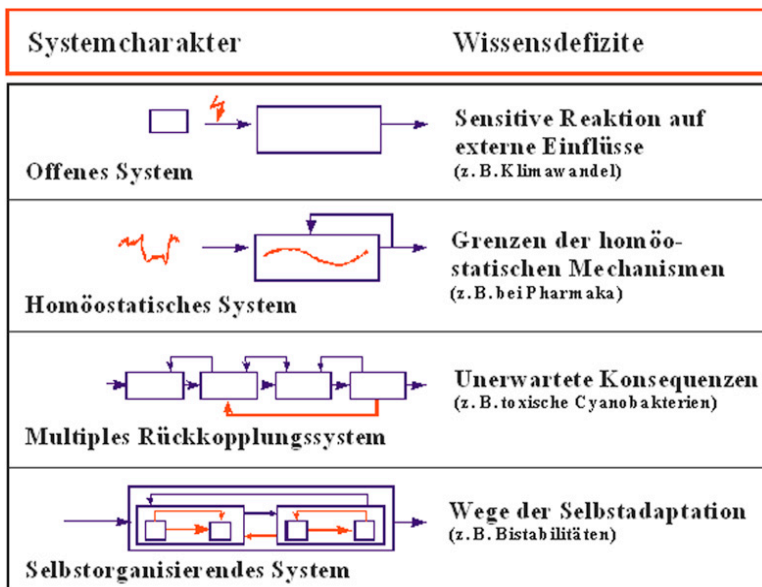 Systemcharakter Wissensdefizite
Sensitive Reaktion auf
externe Einflüsse
(z.B.Klimawandel)
Offenes System
Grenzen der homöo-
statischen Mechanismen
(z.B.bei Pharmaka)
Homöostatisches System
Unerwartete Konsequenzen
(z.B.toxische Cyanobakterien)
Multiples Rückkopplungssystem
Wege der Selbstadaptation
(z.B.Bistabilitäten)
Selbstorganisierendes System